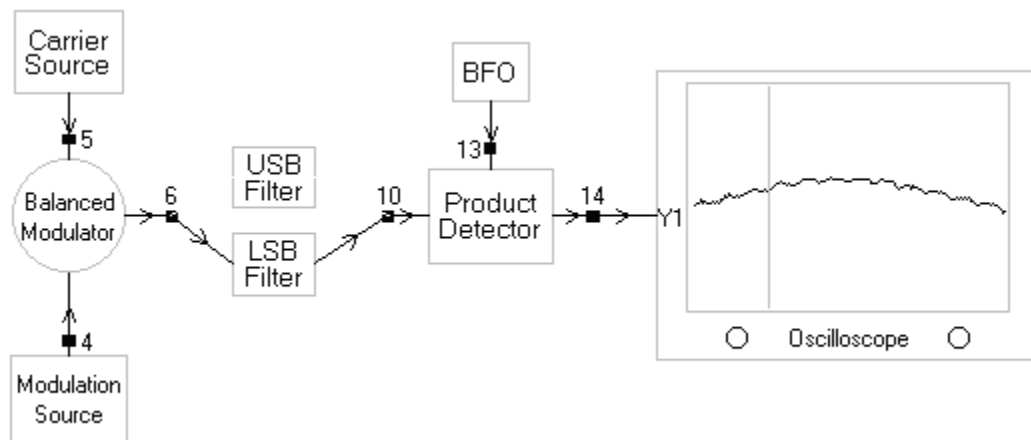 Carrier
Source
BFO
5
13
USB
Filter
Balanced
Modulator
6
10
Product
Detector
14
Y1
LSB
Filter
4
Oscilloscope
Modulation
Source